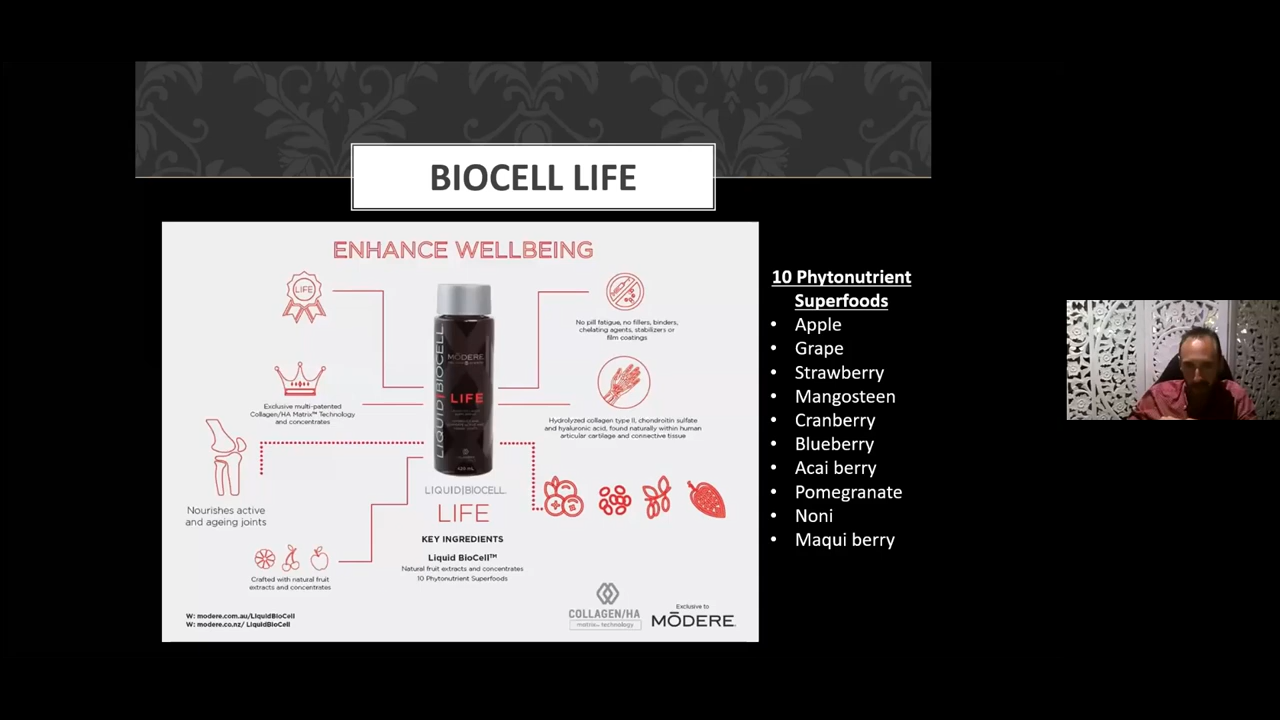 BIOCELL LIFE
ENHANCE WELLBEING
LIFE
No pill fatigue, no fillers, binders,
chelating agents, stabilizers or
film coatings
Exclusive multi-patented
Collagen/HA Matrix™ Technology
and concentrates
Hydrolyzed collagen type II, chondroitin sulfate
and hyaluronic acid, found naturally within human
articular cartilage and connective tissue
LIQUID|BIOCELL
MŌDERE
LIFE
Nourishes active
and ageing joints
Crafted with natural fruit
extracts and concentrates
LIQUID|BIOCELL
LIFE
KEY INGREDIENTS
Liquid BioCell™
Natural fruit extracts and concentrates
10 Phytonutrient Superfoods
W: modere.com.au/LiquidBioCell
W: modere.co.nz/ LiquidBioCell
COLLAGEN/HA
matrix™ technology
Exclusive to
MŌDERE.
10 Phytonutrient
Superfoods
• Apple
• Grape
• Strawberry
• Mangosteen
• Cranberry
• Blueberry
• Acai berry
• Pomegranate
• Noni
• Maqui berry